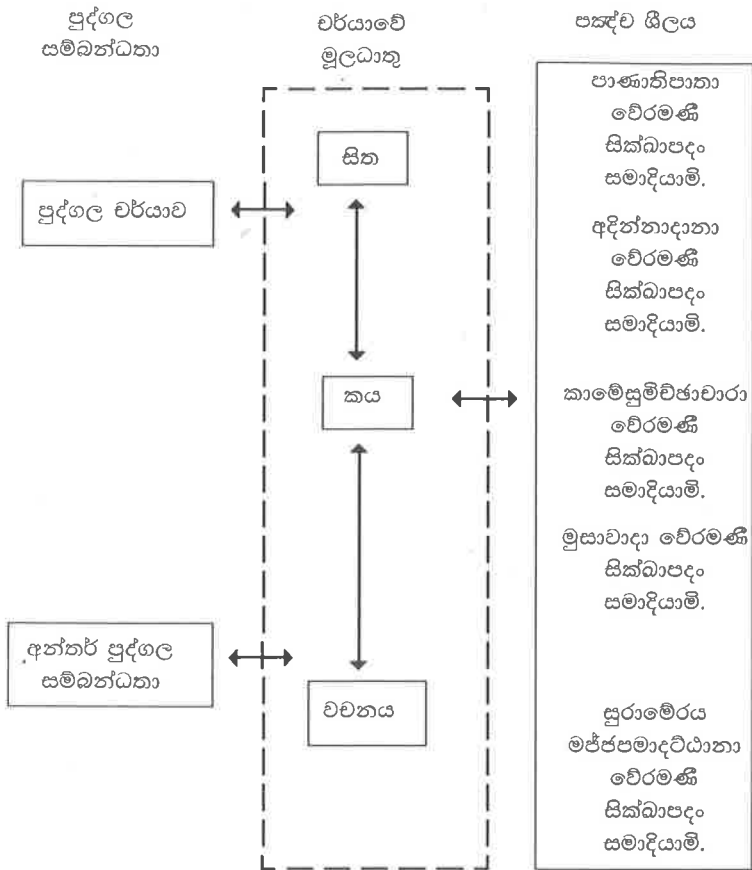 පුද්ගල
සම්බන්ධතා
චර්යාවේ
මූලධාතු
පඤ්ච ශීලය
සිත
පුද්ගල චර්යාව
කය
අන්තර් පුද්ගල
සම්බන්ධතා
වචනය
පාණාතිපාතා
වේරමණී
සික්ඛාපදං
සමාදියාමි.
අදින්නාදානා
වේරමණී
සික්ඛාපදං
සමාදියාමි.
කාමේසුමිච්ඡාචාරා
වේරමණී
සික්ඛාපදං
සමාදියාමි.
මුසාවාදා වේරමණී
සික්ඛාපදං
සමාදියාමි.
සුරාමේරය
මජ්ජපමාදට්ඨානා
වේරමණී
සික්ඛාපදං
සමාදියාමි.